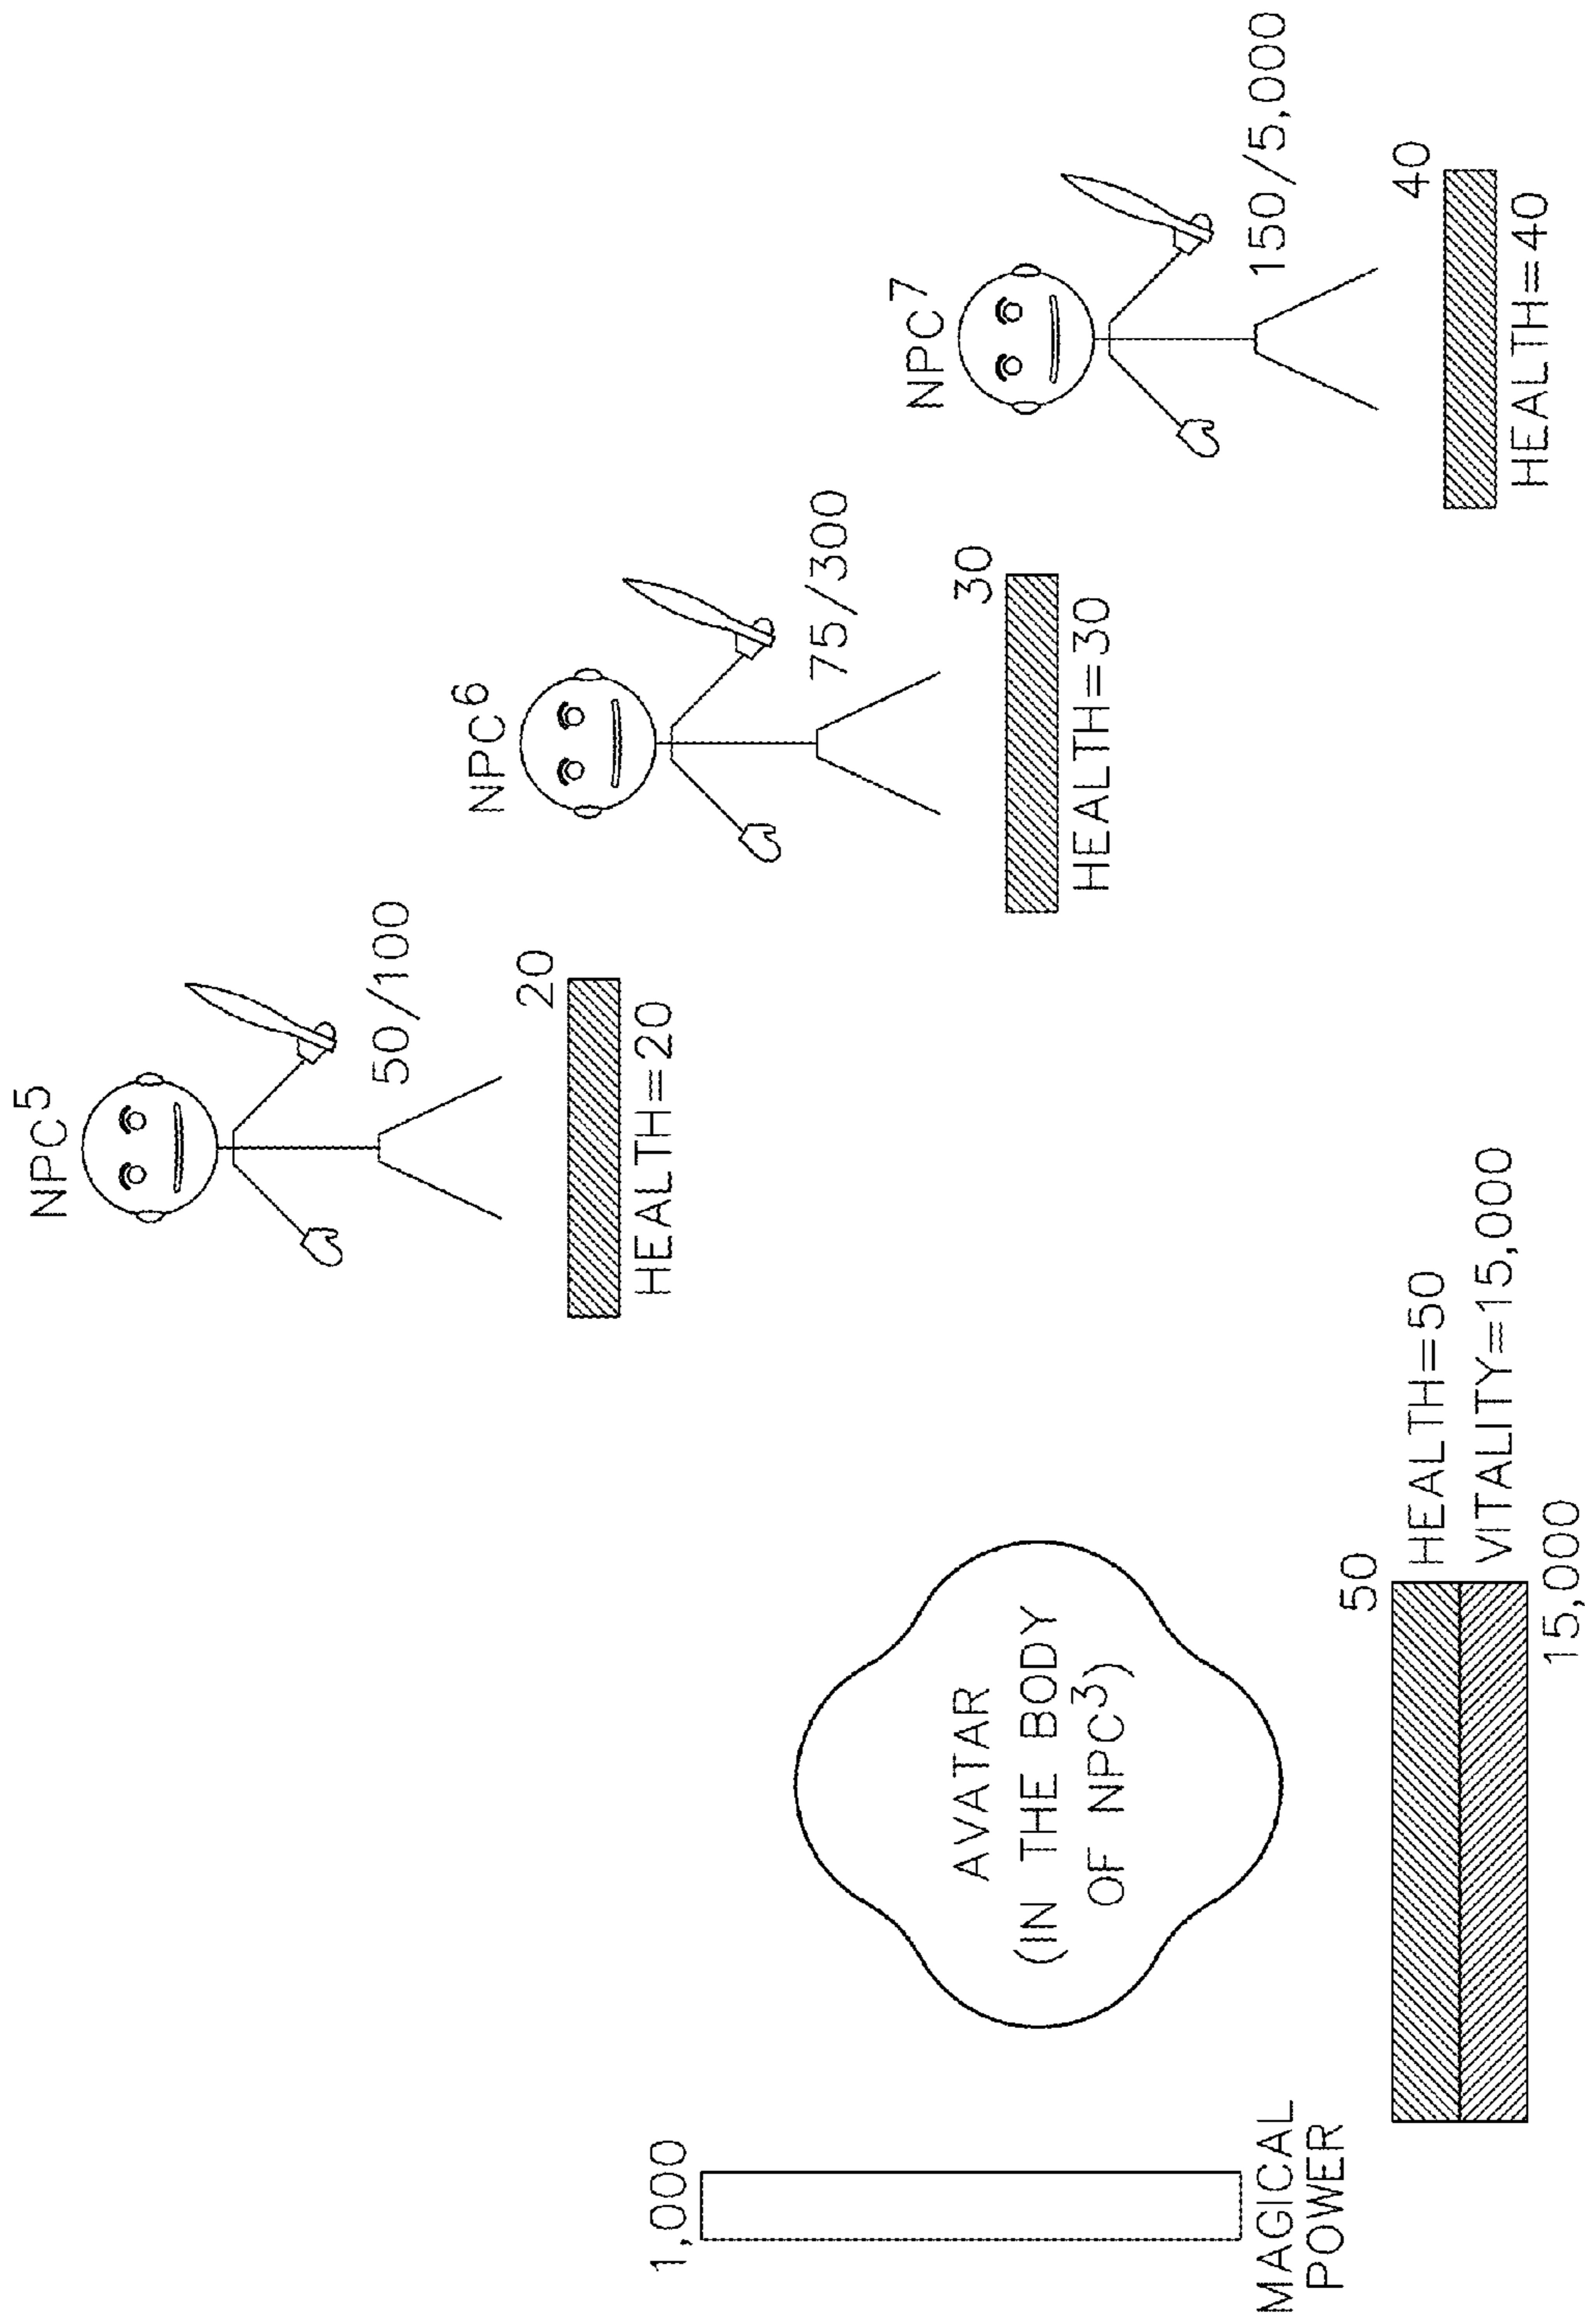 NPC⁵
50/100
20
HEALTH=20
NPC⁶
75/300
30
HEALTH=30
NPC⁷
150/5,000
40
HEALTH=40
1,000
MAGICAL
POWER
AVATAR
(IN THE BODY
OF NPC³)
50
HEALTH=50
VITALITY=15,000
15,000